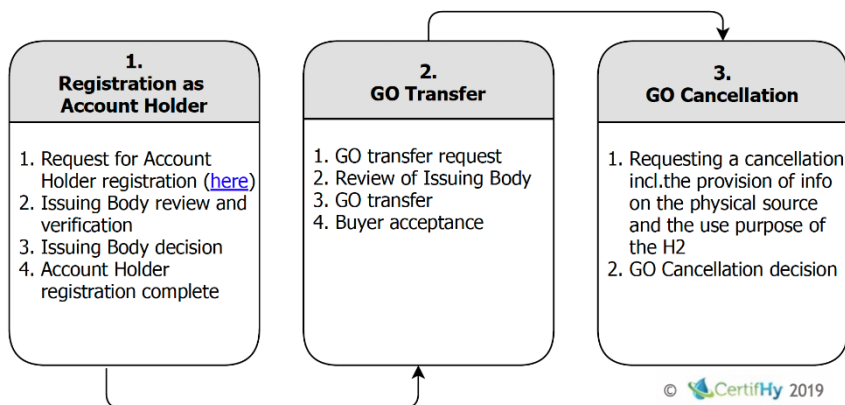 1.
Registration as
Account Holder
1. Request for Account
Holder registration (here)
2. Issuing Body review and
verification
3. Issuing Body decision
4. Account Holder
registration complete
2.
GO Transfer
1. GO transfer request
2. Review of Issuing Body
3. GO transfer
4. Buyer acceptance
3.
GO Cancellation
1. Requesting a cancellation
incl.the provision of info
on the physical source
and the use purpose of
the H2
2. GO Cancellation decision
© CertifHy 2019